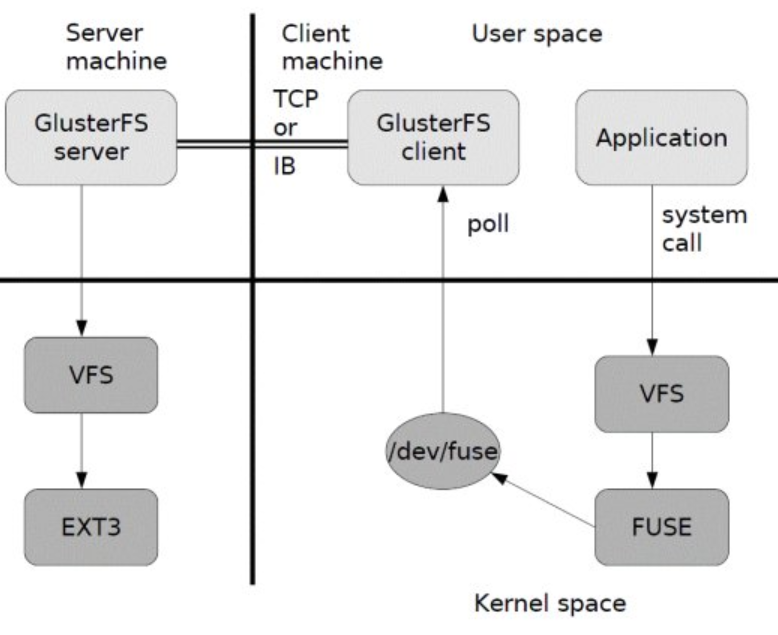 Server
machine
Client
machine
User space
GlusterFS
server
TCP
or
IB
GlusterFS
client
Application
poll
system
call
VFS
VFS
/dev/fuse
EXT3
FUSE
Kernel space